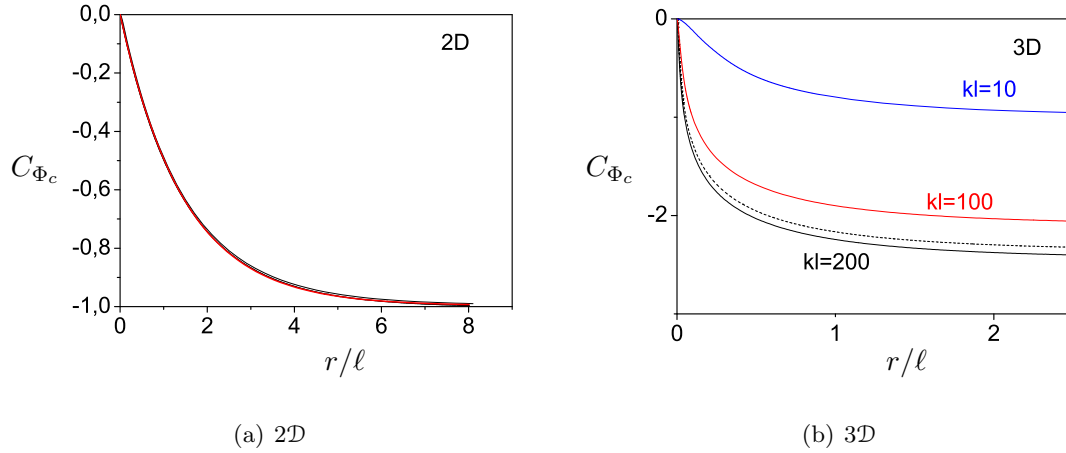 0,0
-0,2
-0,4
-0,6
-0,8
-1,0
C_{Φ_c}
2D
0 2 4 6 8
r/ℓ
(a) 2𝒟
0
-2
C_{Φ_c}
3D
kl=10
kl=100
kl=200
0 1 2
r/ℓ
(b) 3𝒟